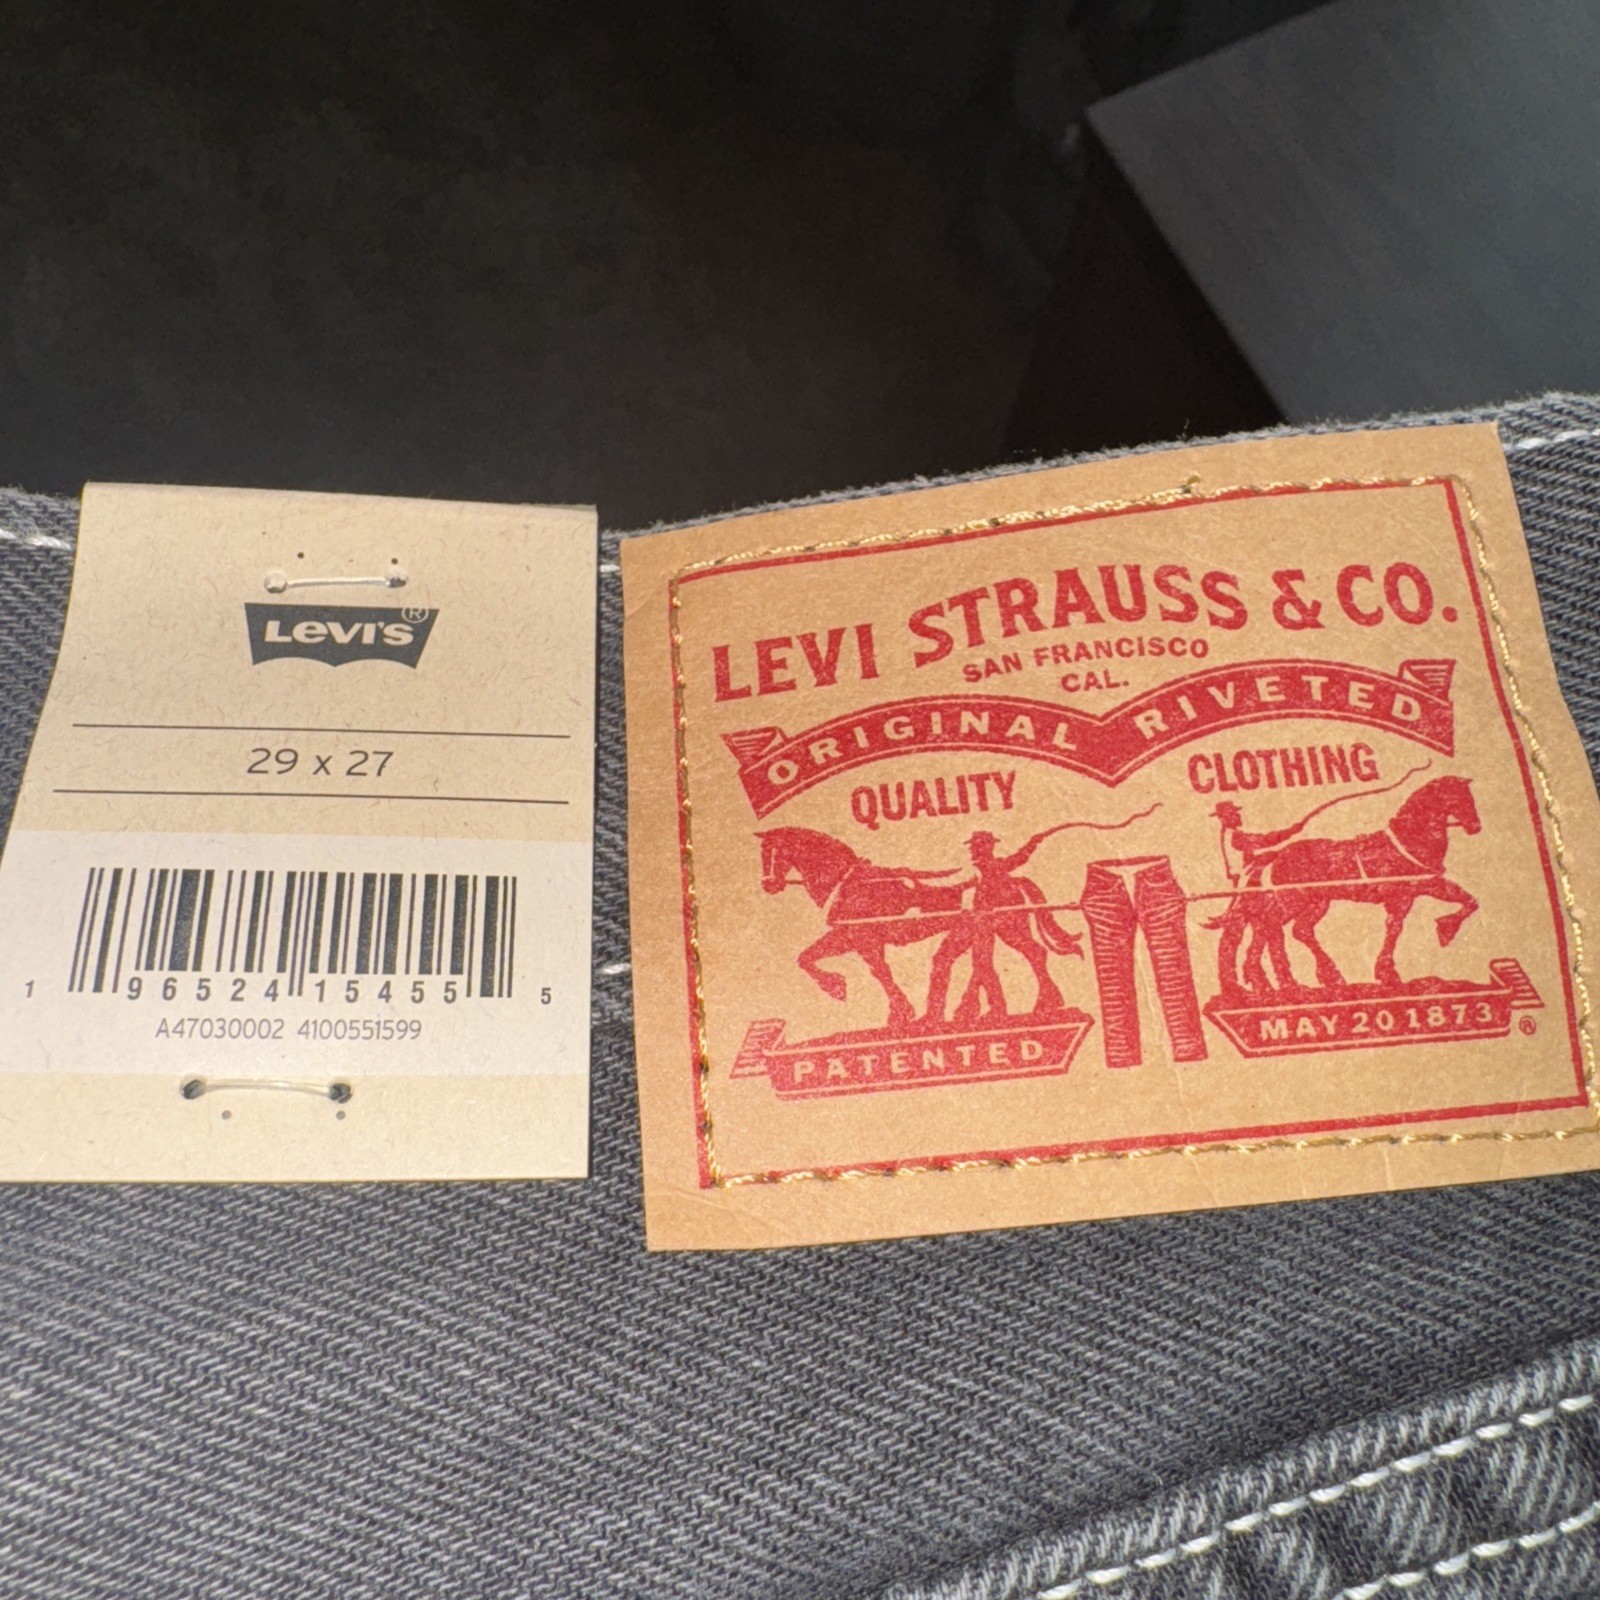 LEVI'S®
29 x 27
1 96524 15455 5
A47030002 4100551599
LEVI STRAUSS & CO.
SAN FRANCISCO
CAL.
ORIGINAL RIVETED
QUALITY CLOTHING
PATENTED MAY 20 1873 ®